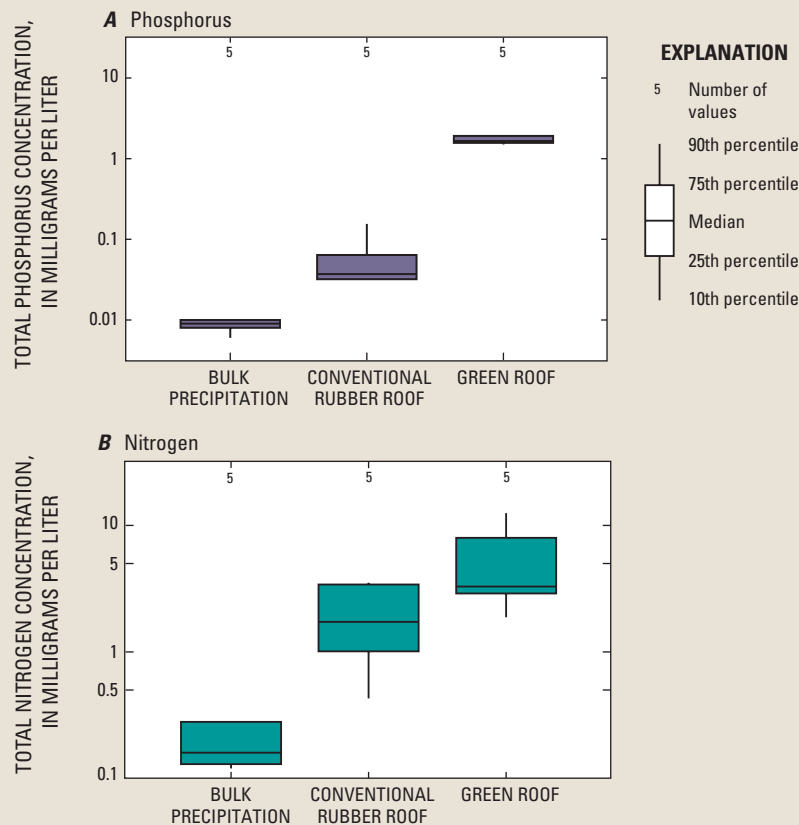 A Phosphorus
TOTAL PHOSPHORUS CONCENTRATION,
IN MILLIGRAMS PER LITER
5 5 5
10
1
0.1
0.01
BULK
PRECIPITATION
CONVENTIONAL
RUBBER ROOF
GREEN ROOF
EXPLANATION
5 Number of
values
90th percentile
75th percentile
Median
25th percentile
10th percentile
B Nitrogen
TOTAL NITROGEN CONCENTRATION,
IN MILLIGRAMS PER LITER
5 5 5
10
5
1
0.5
0.1
BULK
PRECIPITATION
CONVENTIONAL
RUBBER ROOF
GREEN ROOF